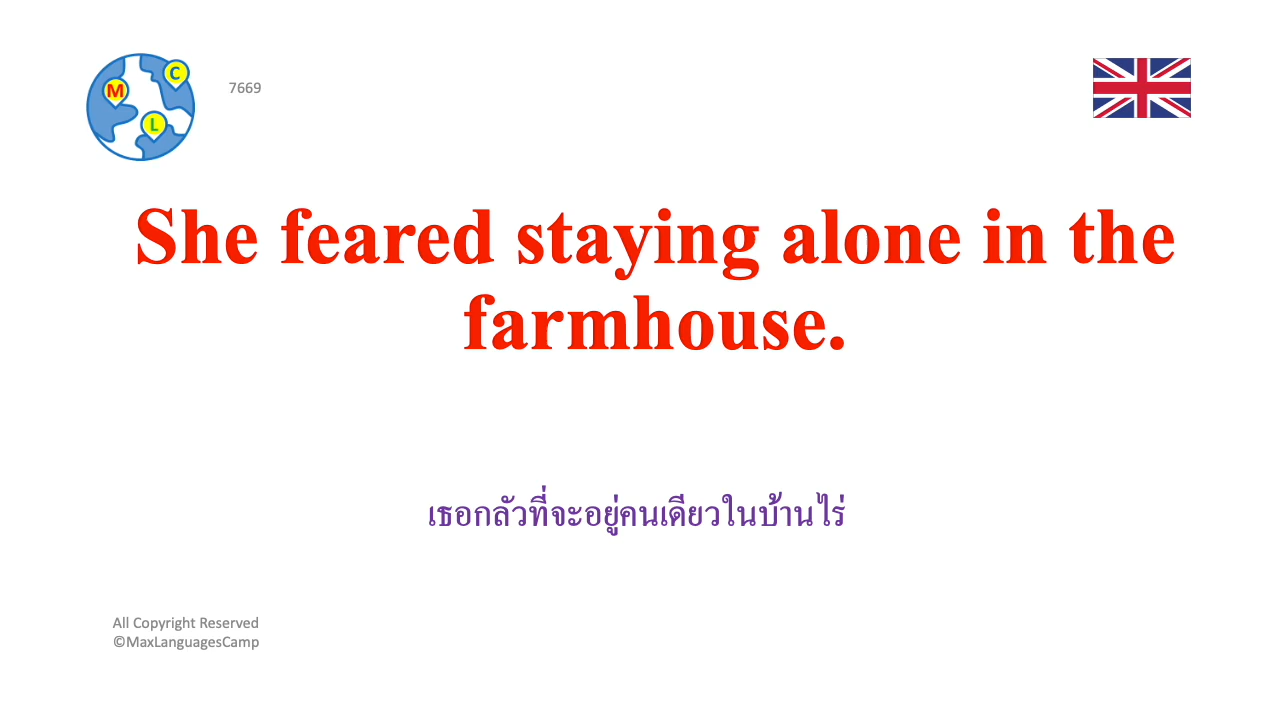 C
M
L
7669
She feared staying alone in the
farmhouse.
เธอกลัวที่จะอยู่คนเดียวในบ้านไร่
All Copyright Reserved
©MaxLanguagesCamp